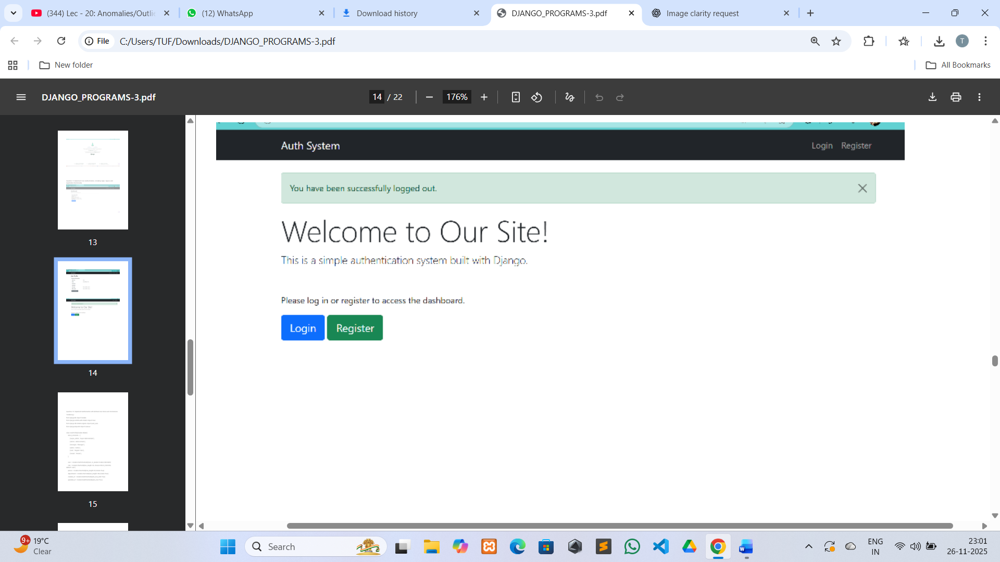 (344) Lec - 20: Anomalies/Outlie
(12) WhatsApp
Download history
DJANGO_PROGRAMS-3.pdf
Image clarity request
File
C:/Users/TUF/Downloads/DJANGO_PROGRAMS-3.pdf
T
New folder
All Bookmarks
DJANGO_PROGRAMS-3.pdf
14 / 22
176%
13
14
15
Auth System
Login
Register
You have been successfully logged out.
Welcome to Our Site!
This is a simple authentication system built with Django.
Please log in or register to access the dashboard.
Login
Register
9+
19°C
Clear
Search
ENG
IN
23:01
26-11-2025